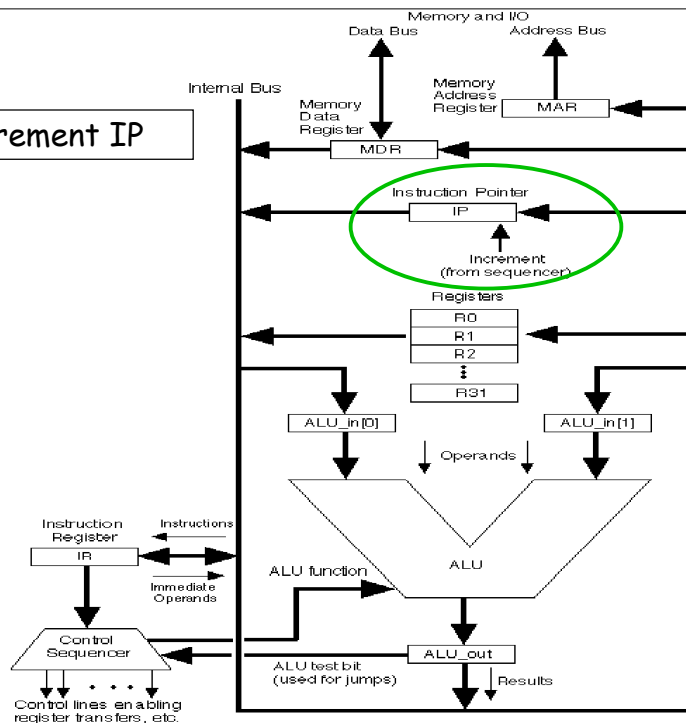 Memory and I/O
Data Bus
Address Bus
Internal Bus
Memory
Data
Register
Memory
Address
Register
MAR
rement IP
MDR
Instruction Pointer
IP
Increment
(from sequencer)
Registers
R0
R1
R2
R31
ALU_in[0]
ALU_in[1]
Operands
Instruction
Register
Instructions
IR
ALU
ALU function
Immediate
Operands
Control
Sequencer
ALU_out
ALU test bit
(used for jumps)
Results
Control lines enabling
register transfers, etc.